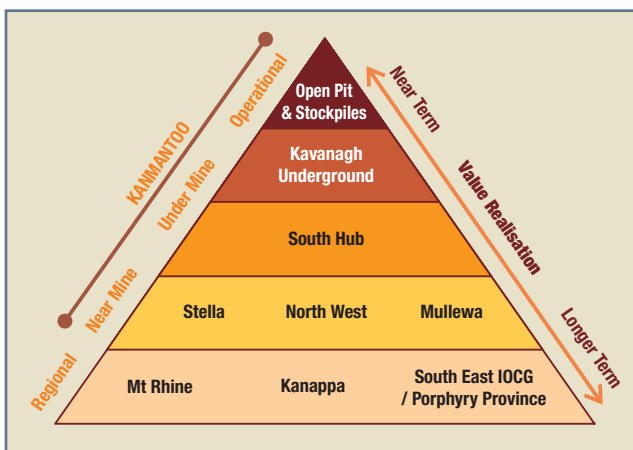 KANMANTOO
Operational
Under Mine
Near Mine
Regional
Open Pit
& Stockpiles
Kavanagh
Underground
South Hub
Stella
North West
Mullewa
Mt Rhine
Kanappa
South East IOCG
/ Porphyry Province
Near Term
Value Realisation
Longer Term